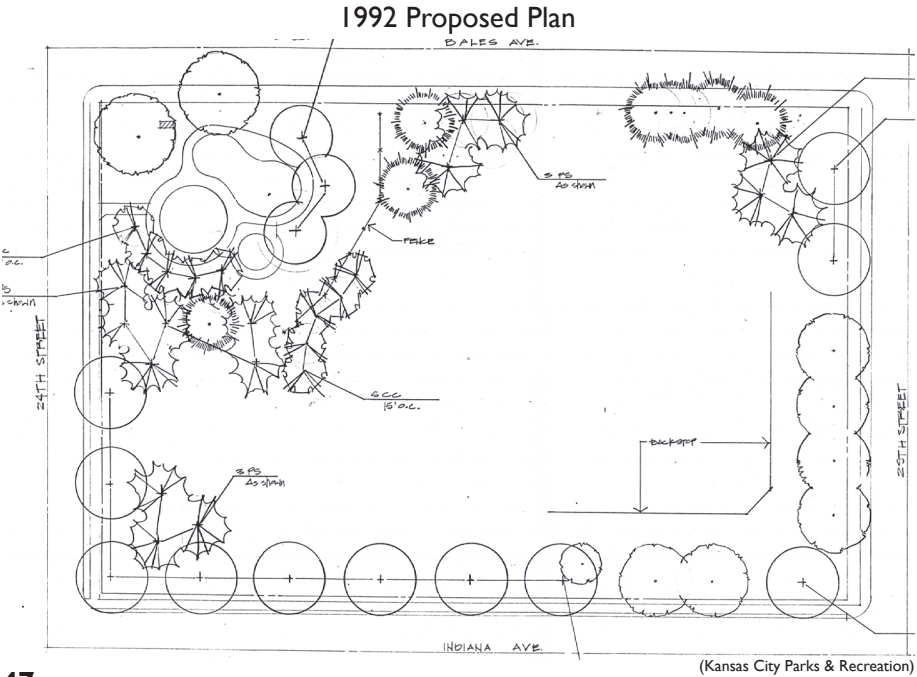 1992 Proposed Plan
BALES AVE.
3 PS
As shown
FENCE
o.c.
shown
24TH STREET
25TH STREET
6 CC
15' O.C.
BACKSTOP
3 PS
As shown
INDIANA AVE.
(Kansas City Parks & Recreation)
47